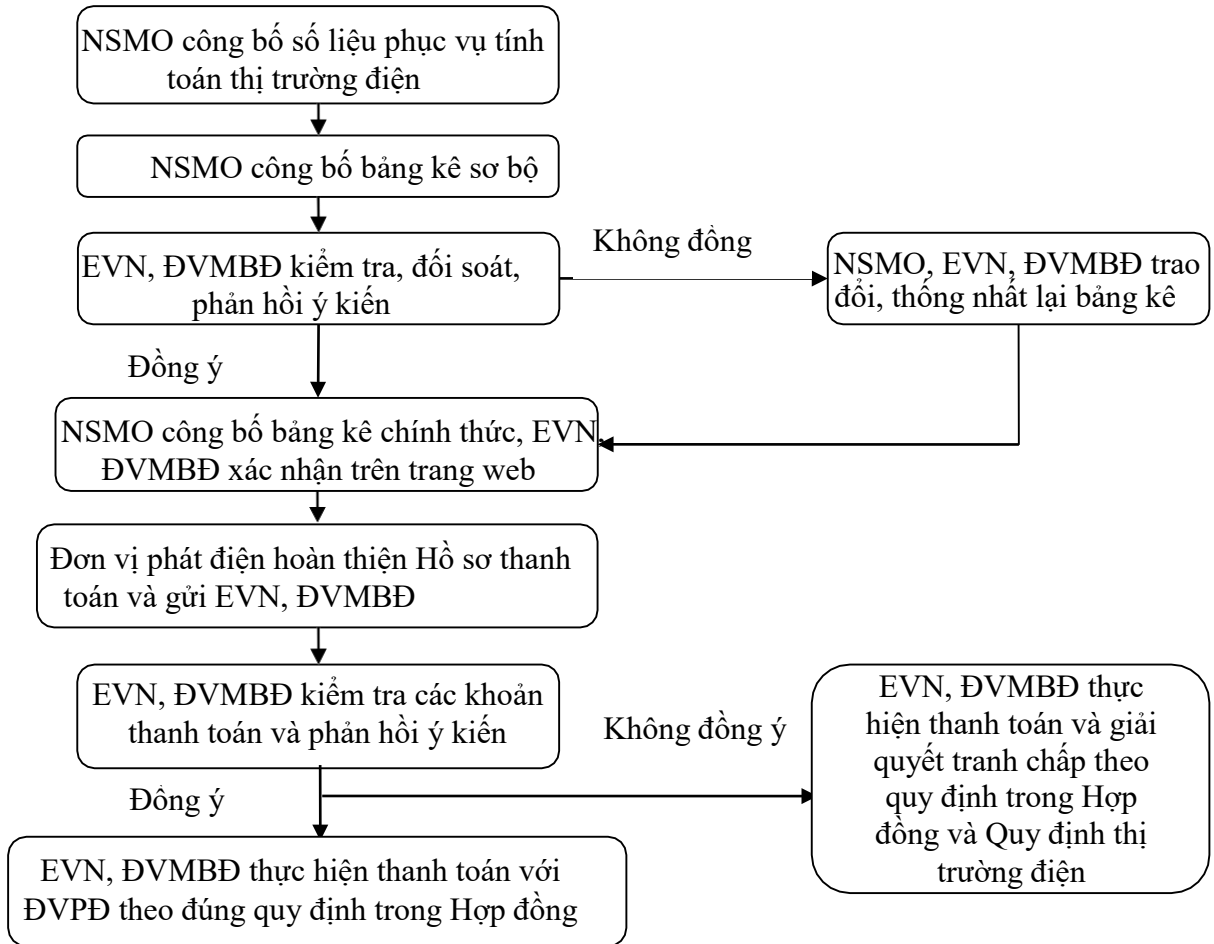 NSMO công bố số liệu phục vụ tính
toán thị trường điện
NSMO công bố bảng kê sơ bộ
EVN, ĐVMBĐ kiểm tra, đối soát,
phản hồi ý kiến
Không đồng
NSMO, EVN, ĐVMBĐ trao
đổi, thống nhất lại bảng kê
Đồng ý
NSMO công bố bảng kê chính thức, EVN,
ĐVMBĐ xác nhận trên trang web
Đơn vị phát điện hoàn thiện Hồ sơ thanh
toán và gửi EVN, ĐVMBĐ
EVN, ĐVMBĐ kiểm tra các khoản
thanh toán và phản hồi ý kiến
Không đồng ý
EVN, ĐVMBĐ thực
hiện thanh toán và giải
quyết tranh chấp theo
quy định trong Hợp
đồng và Quy định thị
trường điện
Đồng ý
EVN, ĐVMBĐ thực hiện thanh toán với
ĐVPĐ theo đúng quy định trong Hợp đồng